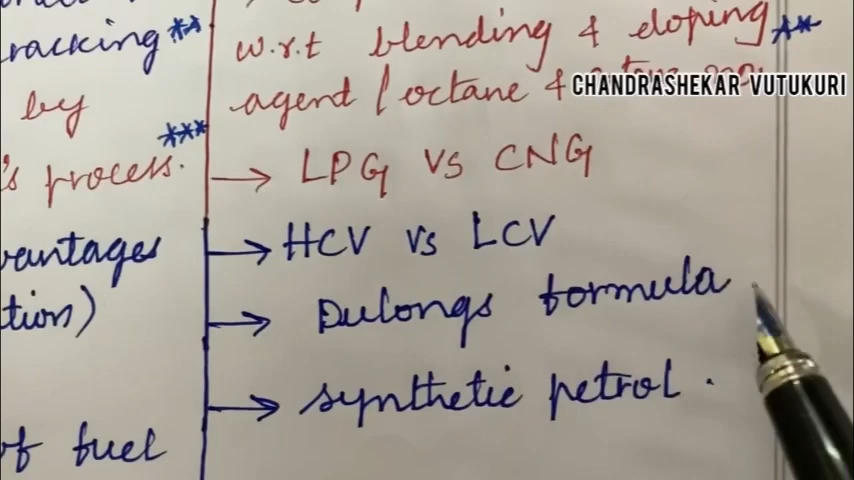 racking **
by
's process. ***
vantages
tion)
of fuel
w.r.t blending & doping **
agent / octane &
CHANDRASHEKAR VUTUKURI
→ LPG vs CNG
→ HCV vs LCV
→ Dulongs formula
→ synthetic petrol.